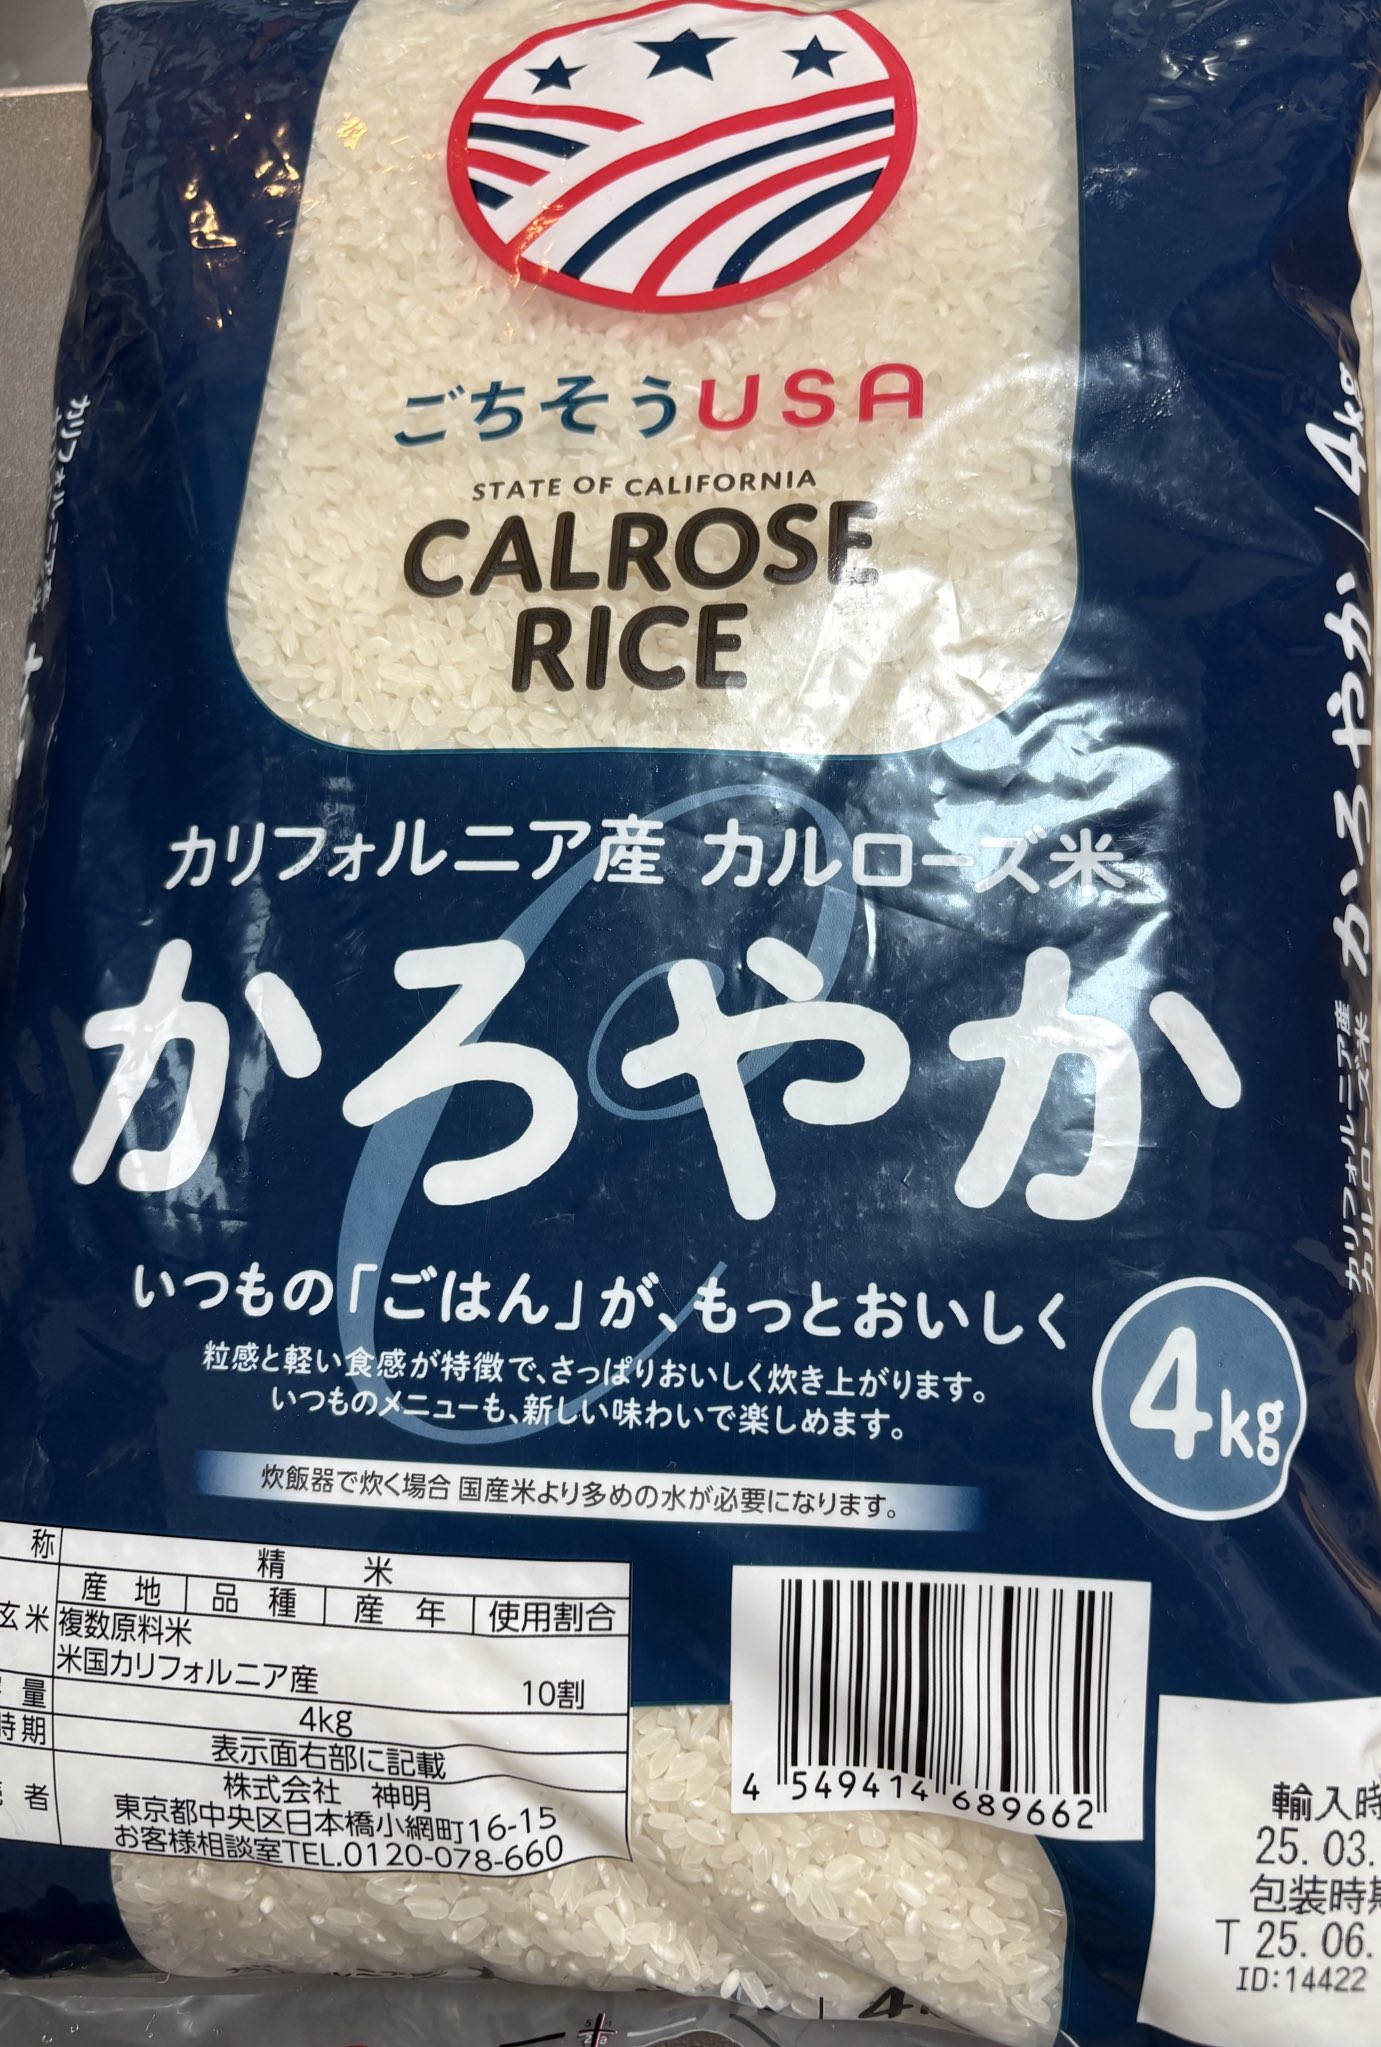 ごちそうUSA
STATE OF CALIFORNIA
CALROSE
RICE
カリフォルニア産 カルローズ米
かろやか
いつもの「ごはん」が、もっとおいしく
粒感と軽い食感が特徴で、さっぱりおいしく炊き上がります。
いつものメニューも、新しい味わいで楽しめます。
4kg
炊飯器で炊く場合 国産米より多めの水が必要になります。
称 精 米
玄米 産 地 品 種 産 年 使用割合
複数原料米
米国カリフォルニア産 10割
量 4kg
時期 表示面右部に記載
者 株式会社 神明
東京都中央区日本橋小網町16-15
お客様相談室TEL.0120-078-660
4 549414 689662
輸入時
25.03.
包装時期
T 25.06.
ID:14422
カリフォルニア産
カルローズ米 かろやか / 4kg
カリフォルニア産